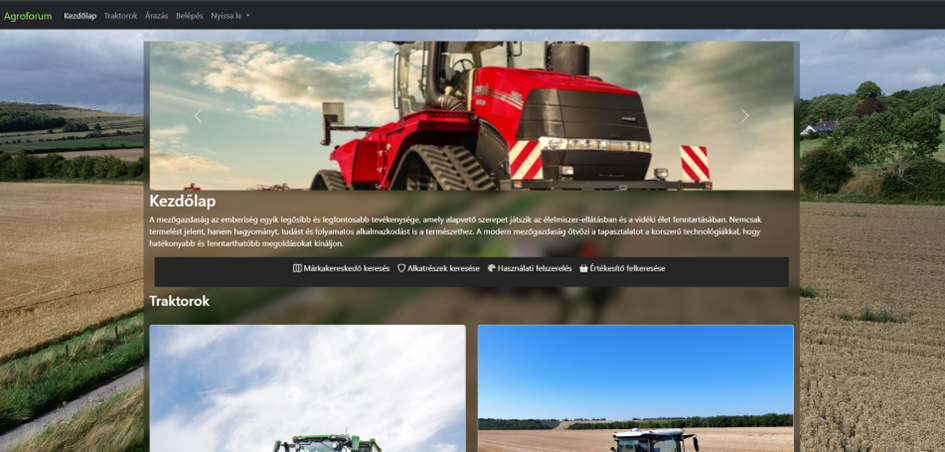 Agroforum Kezdőlap Traktorok Árazás Belépés Nyissa le
Kezdőlap
A mezőgazdaság az emberiség egyik legősibb és legfontosabb tevékenysége, amely alapvető szerepet játszik az élelmiszer-ellátásban és a vidéki élet fenntartásában. Nemcsak
termelést jelent, hanem hagyományt, tudást és folyamatos alkalmazkodást is a természethez. A modern mezőgazdaság ötvözi a tapasztalatot a korszerű technológiákkal, hogy
hatékonyabb és fenntarthatóbb megoldásokat kínáljon.
Márkakereskedő keresés Alkatrészek keresése Használati felszerelés Értékesítő felkeresése
Traktorok